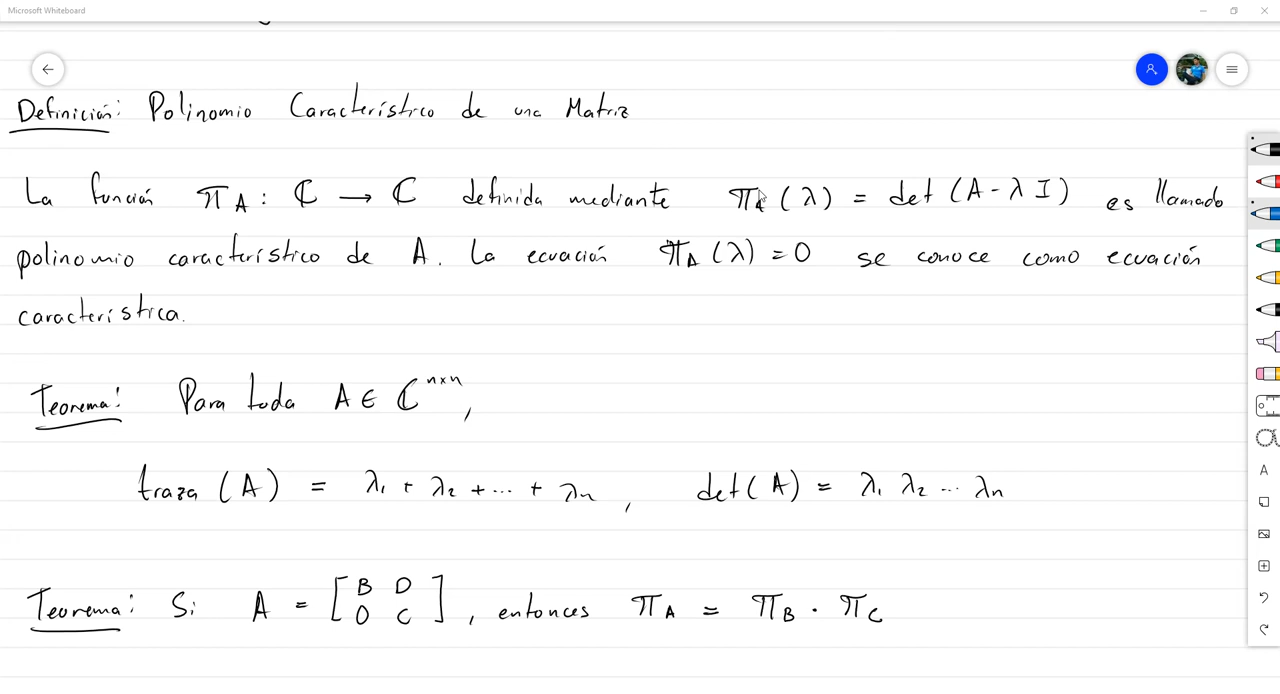 Microsoft Whiteboard
Definición: Polinomio Característico de una Matriz
La función π_A : ℂ → ℂ definida mediante π_A(λ) = det(A - λI) es llamado
polinomio característico de A. La ecuación π_A(λ) = 0 se conoce como ecuación
característica.
Teorema: Para toda A ∈ ℂ^{n×n},
traza(A) = λ₁ + λ₂ + ... + λn, det(A) = λ₁ λ₂ ... λn
Teorema: Si A = [B D; 0 C], entonces π_A = π_B · π_C